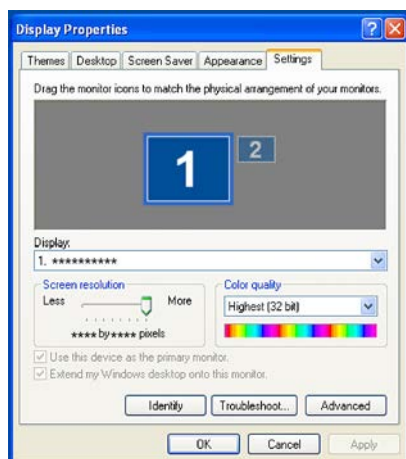 Display Properties
Themes Desktop Screen Saver Appearance Settings
Drag the monitor icons to match the physical arrangement of your monitors.
1 2
Display:
1. **********
Screen resolution
Less More
**** by **** pixels
Color quality
Highest (32 bit)
Use this device as the primary monitor.
Extend my Windows desktop onto this monitor.
Identify Troubleshoot... Advanced
OK Cancel Apply